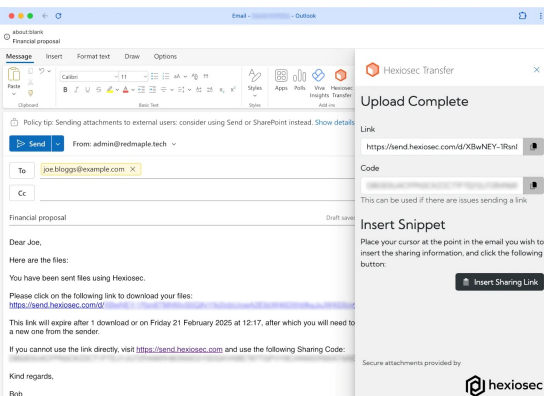 Email - - Outlook
about:blank
Financial proposal
Message Insert Format text Draw Options
Paste
Calibri 11
B I U S
Clipboard
Basic Text
Styles
Styles
Apps
Polls
Viva Insights
Hexiosec Transfer
Add-ins
Policy tip: Sending attachments to external users: consider using Send or SharePoint instead. Show details
Send From: admin@redmaple.tech
To joe.bloggs@example.com
Cc
Financial proposal Draft saved
Dear Joe,
Here are the files:
You have been sent files using Hexiosec.
Please click on the following link to download your files:
https://send.hexiosec.com/d/
This link will expire after 1 download or on Friday 21 February 2025 at 12:17, after which you will need to
a new one from the sender.
If you cannot use the link directly, visit https://send.hexiosec.com and use the following Sharing Code:
Kind regards,
Bob
Hexiosec Transfer
Upload Complete
Link
https://send.hexiosec.com/d/XBwNEY-1Rsnl
Code
This can be used if there are issues sending a link
Insert Snippet
Place your cursor at the point in the email you wish to
insert the sharing information, and click the following
button:
Insert Sharing Link
Secure attachments provided by
hexiosec